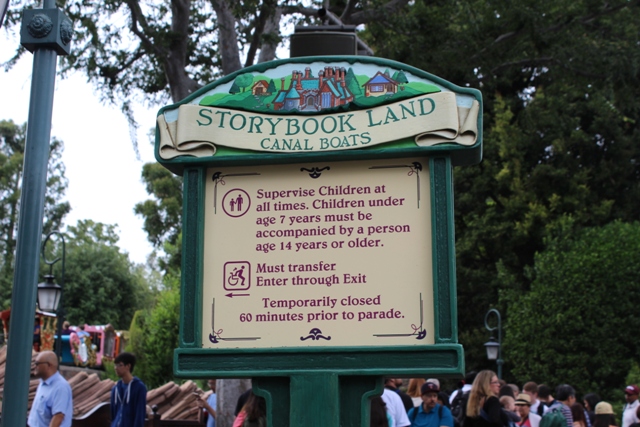 STORYBOOK LAND
CANAL BOATS
Supervise Children at
all times. Children under
age 7 years must be
accompanied by a person
age 14 years or older.
Must transfer
Enter through Exit
Temporarily closed
60 minutes prior to parade.